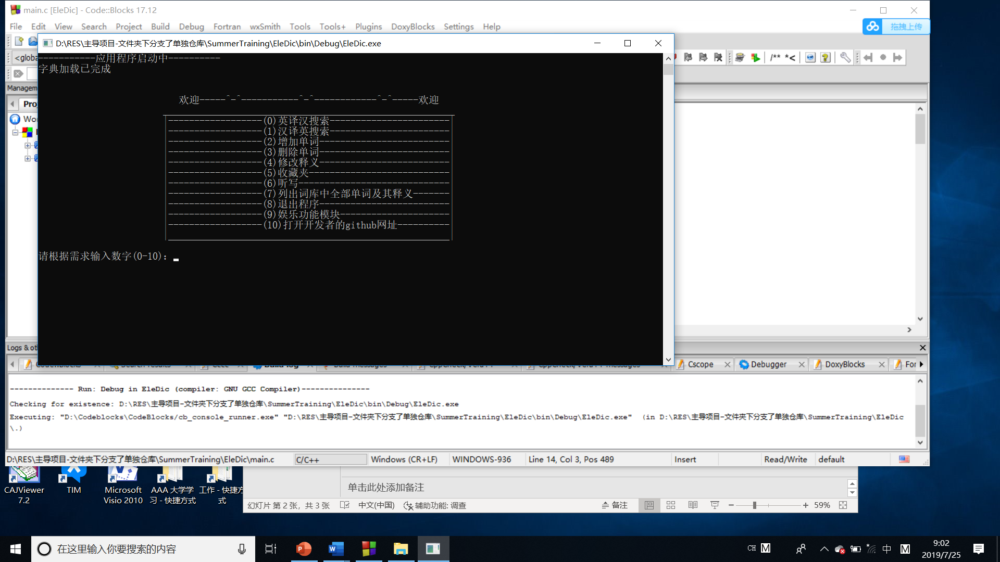 main.c [EleDic] - Code::Blocks 17.12
File Edit View Search Project Build Debug Fortran wxSmith Tools Tools+ Plugins DoxyBlocks Settings Help
拖拽上传
D:\RES\主导项目-文件夹下分支了单独仓库\SummerTraining\EleDic\bin\Debug\EleDic.exe
<globa
/** *<
-----------应用程序启动中----------
字典加载已完成
Managem
Proj
Wor
欢迎-----^-^-----------^-^------------^-^-----欢迎
------------------(0)英译汉搜索-----------------------
------------------(1)汉译英搜索-----------------------
------------------(2)增加单词-------------------------
------------------(3)删除单词-------------------------
------------------(4)修改释义-------------------------
------------------(5)收藏夹---------------------------
------------------(6)听写-----------------------------
------------------(7)列出词库中全部单词及其释义-------
------------------(8)退出程序-------------------------
------------------(9)娱乐功能模块---------------------
------------------(10)打开开发者的github网址----------
请根据需求输入数字(0-10):
Logs & ot
Cscope Debugger DoxyBlocks For
-------------- Run: Debug in EleDic (compiler: GNU GCC Compiler)---------------
Checking for existence: D:\RES\主导项目-文件夹下分支了单独仓库\SummerTraining\EleDic\bin\Debug\EleDic.exe
Executing: "D:\Codeblocks\CodeBlocks/cb_console_runner.exe" "D:\RES\主导项目-文件夹下分支了单独仓库\SummerTraining\EleDic\bin\Debug\EleDic.exe"  (in D:\RES\主导项目-文件夹下分支了单独仓库\SummerTraining\EleDic
\.)
D:\RES\主导项目-文件夹下分支了单独仓库\SummerTraining\EleDic\main.c C/C++ Windows (CR+LF) WINDOWS-936 Line 14, Col 3, Pos 489 Insert Read/Write default
CAJViewer 7.2
TIM
Microsoft Visio 2010
AAA 大学学习 - 快捷方式
工作 - 快捷方式
单击此处添加备注
幻灯片 第 2 张，共 3 张 中文(中国) 辅助功能: 调查 备注 59%
在这里输入你要搜索的内容
CH M 中 M
9:02
2019/7/25